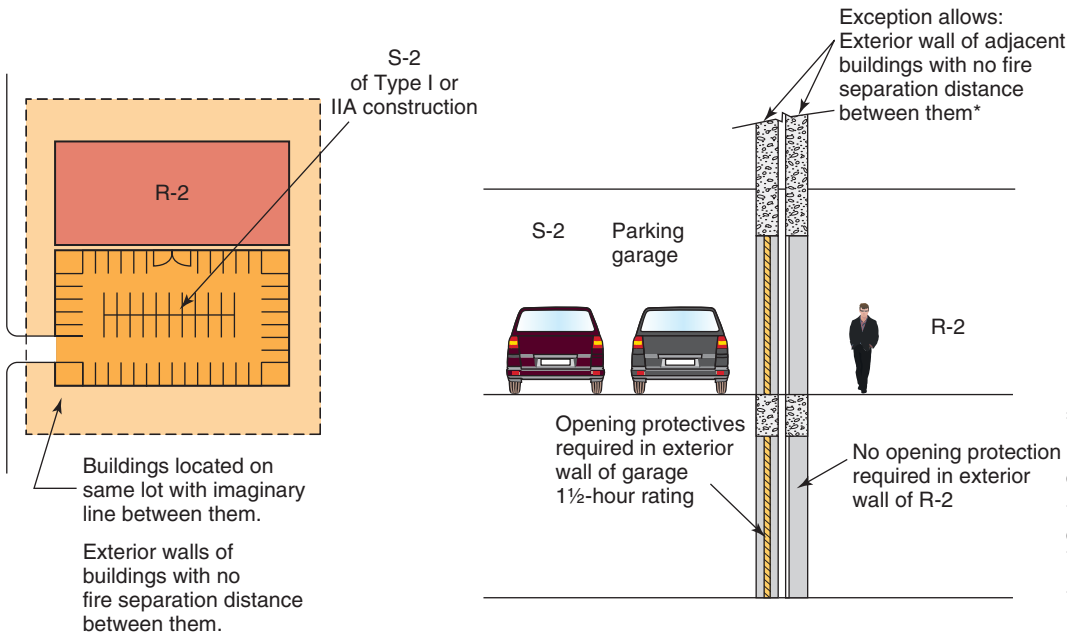 S-2
of Type I or
IIA construction
R-2
Buildings located on
same lot with imaginary
line between them.
Exterior walls of
buildings with no
fire separation distance
between them.
Exception allows:
Exterior wall of adjacent
buildings with no fire
separation distance
between them*
S-2
Parking
garage
R-2
Opening protectives
required in exterior
wall of garage
1½-hour rating
No opening protection
required in exterior
wall of R-2